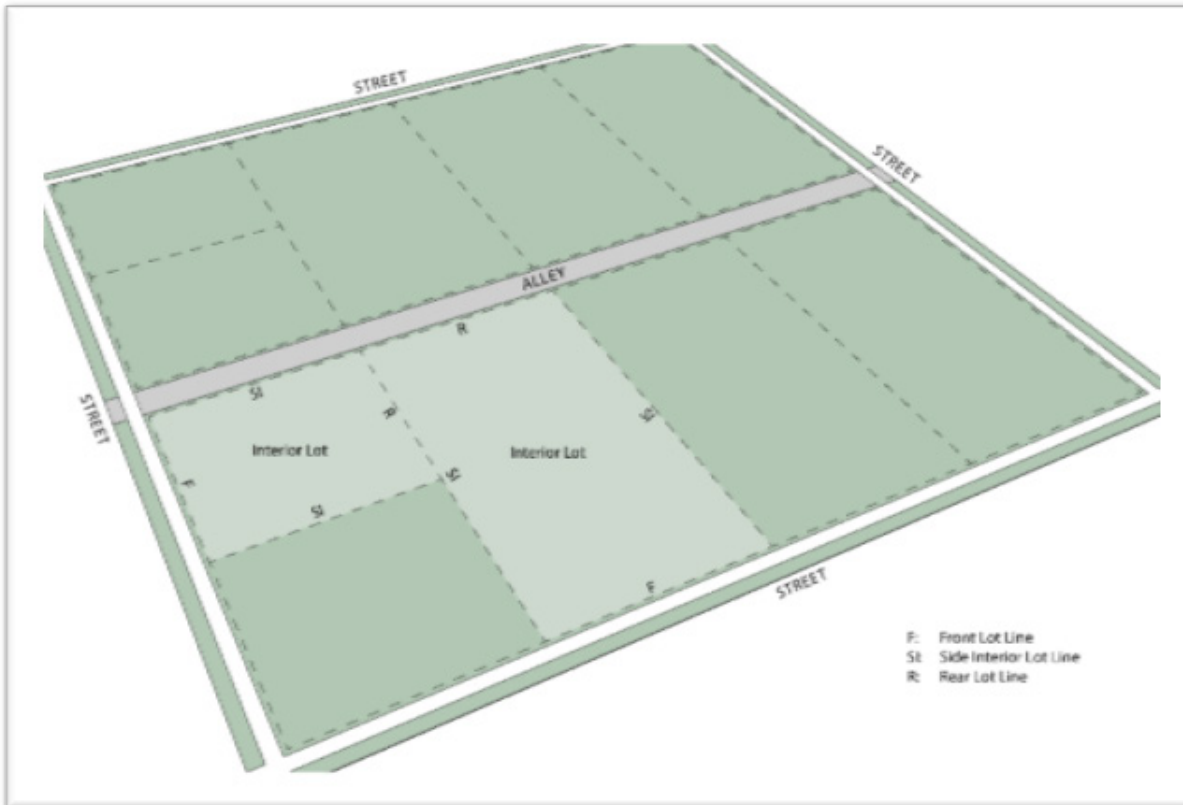 STREET
STREET
ALLEY
R
SI
R
SI
STREET
Interior Lot
Interior Lot
SI
F
SI
F
STREET
F: Front Lot Line
SI: Side Interior Lot Line
R: Rear Lot Line